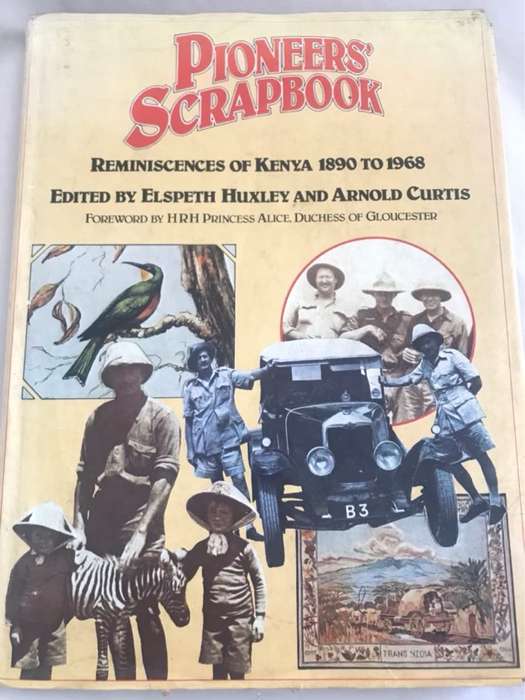 PIONEERS'
SCRAPBOOK
REMINISCENCES OF KENYA 1890 TO 1968
EDITED BY ELSPETH HUXLEY AND ARNOLD CURTIS
FOREWORD BY HRH PRINCESS ALICE, DUCHESS OF GLOUCESTER
B3
TRANS NZOIA